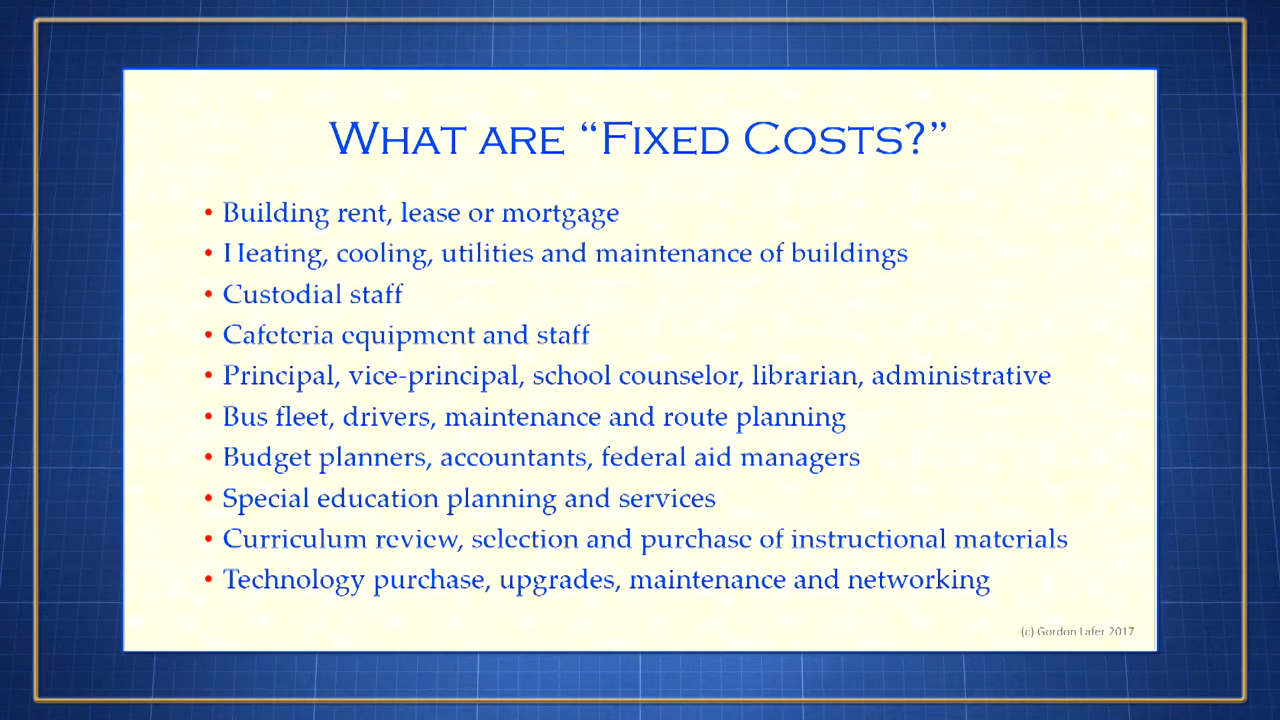 What are “Fixed Costs?”
• Building rent, lease or mortgage
• Heating, cooling, utilities and maintenance of buildings
• Custodial staff
• Cafeteria equipment and staff
• Principal, vice-principal, school counselor, librarian, administrative
• Bus fleet, drivers, maintenance and route planning
• Budget planners, accountants, federal aid managers
• Special education planning and services
• Curriculum review, selection and purchase of instructional materials
• Technology purchase, upgrades, maintenance and networking
(c) Gordon Lafer 2017